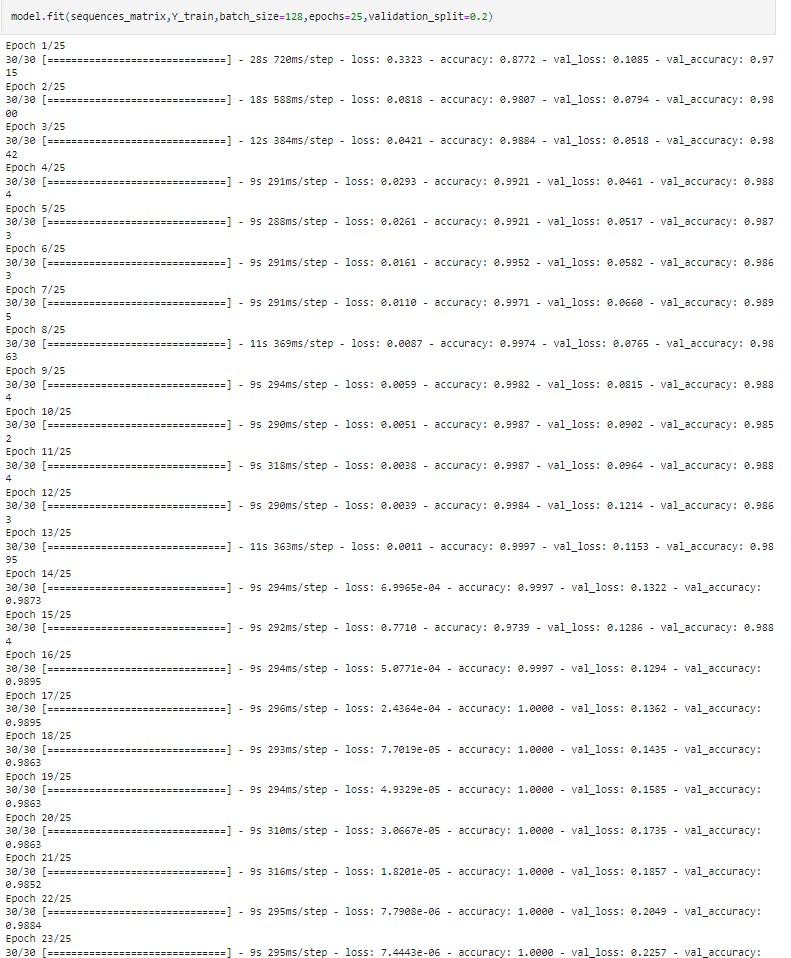 model.fit(sequences_matrix,Y_train,batch_size=128,epochs=25,validation_split=0.2)
Epoch 1/25
30/30 [==============================] - 28s 720ms/step - loss: 0.3323 - accuracy: 0.8772 - val_loss: 0.1085 - val_accuracy: 0.97
15
Epoch 2/25
30/30 [==============================] - 18s 588ms/step - loss: 0.0818 - accuracy: 0.9807 - val_loss: 0.0794 - val_accuracy: 0.98
00
Epoch 3/25
30/30 [==============================] - 12s 384ms/step - loss: 0.0421 - accuracy: 0.9884 - val_loss: 0.0518 - val_accuracy: 0.98
42
Epoch 4/25
30/30 [==============================] - 9s 291ms/step - loss: 0.0293 - accuracy: 0.9921 - val_loss: 0.0461 - val_accuracy: 0.988
4
Epoch 5/25
30/30 [==============================] - 9s 288ms/step - loss: 0.0261 - accuracy: 0.9921 - val_loss: 0.0517 - val_accuracy: 0.987
3
Epoch 6/25
30/30 [==============================] - 9s 291ms/step - loss: 0.0161 - accuracy: 0.9952 - val_loss: 0.0582 - val_accuracy: 0.986
3
Epoch 7/25
30/30 [==============================] - 9s 291ms/step - loss: 0.0110 - accuracy: 0.9971 - val_loss: 0.0660 - val_accuracy: 0.989
5
Epoch 8/25
30/30 [==============================] - 11s 369ms/step - loss: 0.0087 - accuracy: 0.9974 - val_loss: 0.0765 - val_accuracy: 0.98
63
Epoch 9/25
30/30 [==============================] - 9s 294ms/step - loss: 0.0059 - accuracy: 0.9982 - val_loss: 0.0815 - val_accuracy: 0.988
4
Epoch 10/25
30/30 [==============================] - 9s 290ms/step - loss: 0.0051 - accuracy: 0.9987 - val_loss: 0.0902 - val_accuracy: 0.985
2
Epoch 11/25
30/30 [==============================] - 9s 318ms/step - loss: 0.0038 - accuracy: 0.9987 - val_loss: 0.0964 - val_accuracy: 0.988
4
Epoch 12/25
30/30 [==============================] - 9s 290ms/step - loss: 0.0039 - accuracy: 0.9984 - val_loss: 0.1214 - val_accuracy: 0.986
3
Epoch 13/25
30/30 [==============================] - 11s 363ms/step - loss: 0.0011 - accuracy: 0.9997 - val_loss: 0.1153 - val_accuracy: 0.98
95
Epoch 14/25
30/30 [==============================] - 9s 294ms/step - loss: 6.9965e-04 - accuracy: 0.9997 - val_loss: 0.1322 - val_accuracy:
0.9873
Epoch 15/25
30/30 [==============================] - 9s 292ms/step - loss: 0.7710 - accuracy: 0.9739 - val_loss: 0.1286 - val_accuracy: 0.988
4
Epoch 16/25
30/30 [==============================] - 9s 294ms/step - loss: 5.0771e-04 - accuracy: 0.9997 - val_loss: 0.1294 - val_accuracy:
0.9895
Epoch 17/25
30/30 [==============================] - 9s 296ms/step - loss: 2.4364e-04 - accuracy: 1.0000 - val_loss: 0.1362 - val_accuracy:
0.9895
Epoch 18/25
30/30 [==============================] - 9s 293ms/step - loss: 7.7019e-05 - accuracy: 1.0000 - val_loss: 0.1435 - val_accuracy:
0.9863
Epoch 19/25
30/30 [==============================] - 9s 294ms/step - loss: 4.9329e-05 - accuracy: 1.0000 - val_loss: 0.1585 - val_accuracy:
0.9863
Epoch 20/25
30/30 [==============================] - 9s 310ms/step - loss: 3.0667e-05 - accuracy: 1.0000 - val_loss: 0.1735 - val_accuracy:
0.9863
Epoch 21/25
30/30 [==============================] - 9s 316ms/step - loss: 1.8201e-05 - accuracy: 1.0000 - val_loss: 0.1857 - val_accuracy:
0.9852
Epoch 22/25
30/30 [==============================] - 9s 295ms/step - loss: 7.7908e-06 - accuracy: 1.0000 - val_loss: 0.2049 - val_accuracy:
0.9884
Epoch 23/25
30/30 [==============================] - 9s 295ms/step - loss: 7.4443e-06 - accuracy: 1.0000 - val_loss: 0.2257 - val_accuracy: